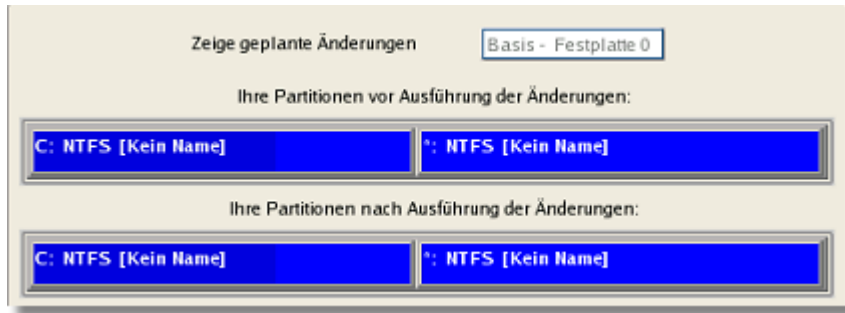 Zeige geplante Änderungen
Basis - Festplatte 0
Ihre Partitionen vor Ausführung der Änderungen:
C: NTFS [Kein Name]
*: NTFS [Kein Name]
Ihre Partitionen nach Ausführung der Änderungen:
C: NTFS [Kein Name]
*: NTFS [Kein Name]